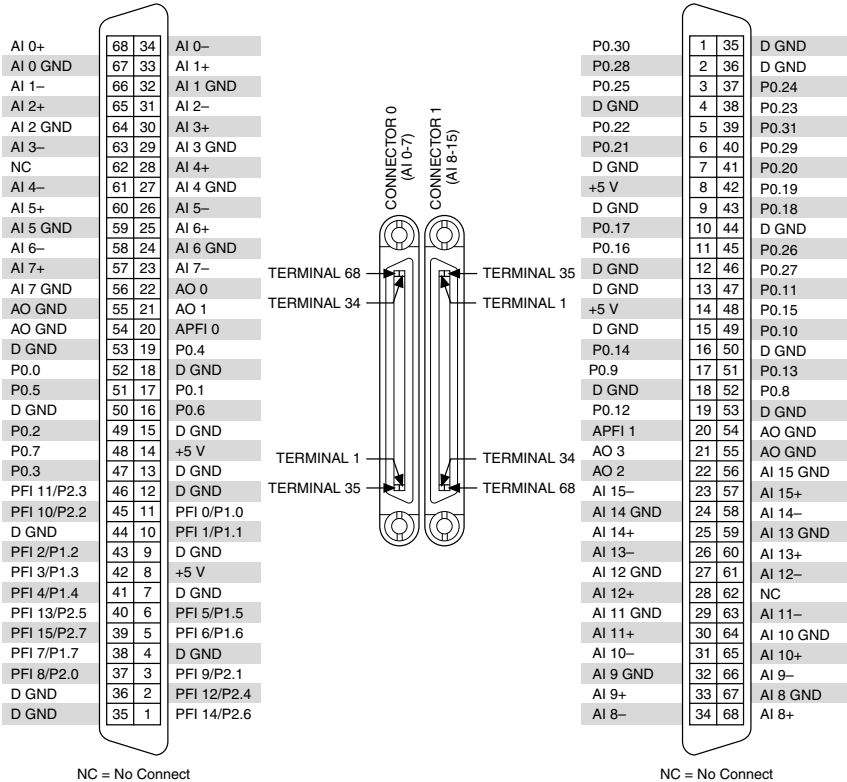 AI 0+ 68 34 AI 0–
AI 0 GND 67 33 AI 1+
AI 1– 66 32 AI 1 GND
AI 2+ 65 31 AI 2–
AI 2 GND 64 30 AI 3+
AI 3– 63 29 AI 3 GND
NC 62 28 AI 4+
AI 4– 61 27 AI 4 GND
AI 5+ 60 26 AI 5–
AI 5 GND 59 25 AI 6+
AI 6– 58 24 AI 6 GND
AI 7+ 57 23 AI 7–
AI 7 GND 56 22 AO 0
AO GND 55 21 AO 1
AO GND 54 20 APFI 0
D GND 53 19 P0.4
P0.0 52 18 D GND
P0.5 51 17 P0.1
D GND 50 16 P0.6
P0.2 49 15 D GND
P0.7 48 14 +5 V
P0.3 47 13 D GND
PFI 11/P2.3 46 12 D GND
PFI 10/P2.2 45 11 PFI 0/P1.0
D GND 44 10 PFI 1/P1.1
PFI 2/P1.2 43 9 D GND
PFI 3/P1.3 42 8 +5 V
PFI 4/P1.4 41 7 D GND
PFI 13/P2.5 40 6 PFI 5/P1.5
PFI 15/P2.7 39 5 PFI 6/P1.6
PFI 7/P1.7 38 4 D GND
PFI 8/P2.0 37 3 PFI 9/P2.1
D GND 36 2 PFI 12/P2.4
D GND 35 1 PFI 14/P2.6
NC = No Connect
CONNECTOR 0
(AI 0-7)
CONNECTOR 1
(AI 8-15)
TERMINAL 68
TERMINAL 35
TERMINAL 34
TERMINAL 1
TERMINAL 1
TERMINAL 34
TERMINAL 35
TERMINAL 68
P0.30 1 35 D GND
P0.28 2 36 D GND
P0.25 3 37 P0.24
D GND 4 38 P0.23
P0.22 5 39 P0.31
P0.21 6 40 P0.29
D GND 7 41 P0.20
+5 V 8 42 P0.19
D GND 9 43 P0.18
P0.17 10 44 D GND
P0.16 11 45 P0.26
D GND 12 46 P0.27
D GND 13 47 P0.11
+5 V 14 48 P0.15
D GND 15 49 P0.10
P0.14 16 50 D GND
P0.9 17 51 P0.13
D GND 18 52 P0.8
P0.12 19 53 D GND
APFI 1 20 54 AO GND
AO 3 21 55 AO GND
AO 2 22 56 AI 15 GND
AI 15– 23 57 AI 15+
AI 14 GND 24 58 AI 14–
AI 14+ 25 59 AI 13 GND
AI 13– 26 60 AI 13+
AI 12 GND 27 61 AI 12–
AI 12+ 28 62 NC
AI 11 GND 29 63 AI 11–
AI 11+ 30 64 AI 10 GND
AI 10– 31 65 AI 10+
AI 9 GND 32 66 AI 9–
AI 9+ 33 67 AI 8 GND
AI 8– 34 68 AI 8+
NC = No Connect